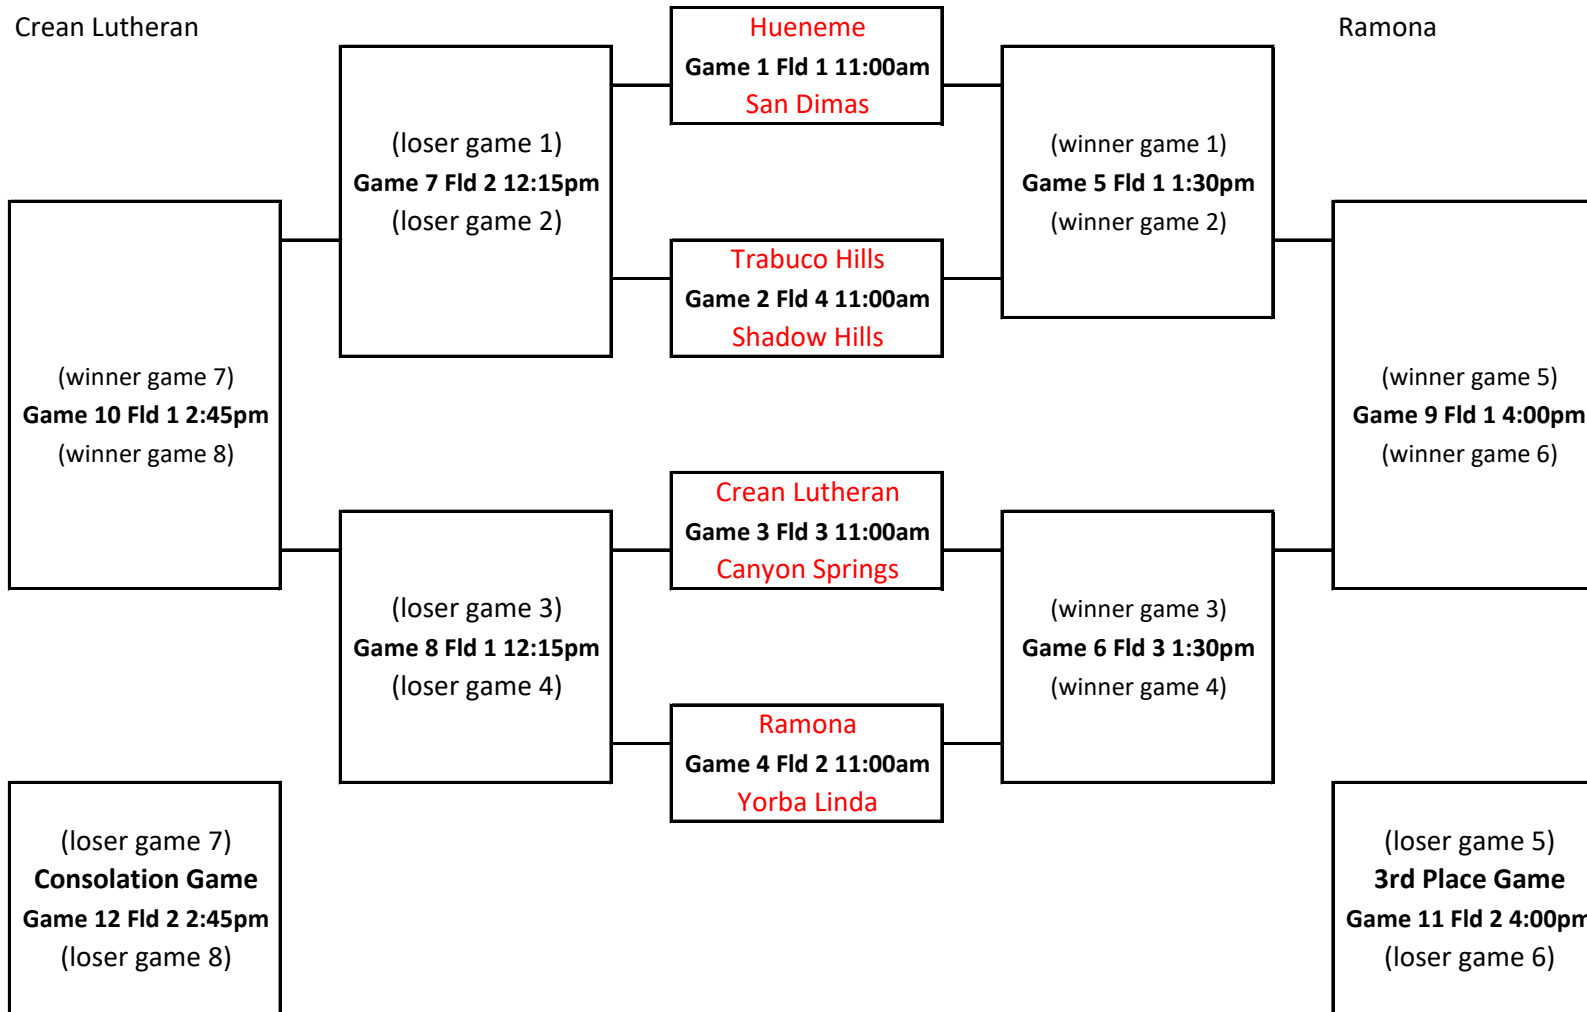 Crean Lutheran
Ramona
Hueneme
Game 1 Fld 1 11:00am
San Dimas
(loser game 1)
Game 7 Fld 2 12:15pm
(loser game 2)
(winner game 1)
Game 5 Fld 1 1:30pm
(winner game 2)
Trabuco Hills
Game 2 Fld 4 11:00am
Shadow Hills
(winner game 7)
Game 10 Fld 1 2:45pm
(winner game 8)
(winner game 5)
Game 9 Fld 1 4:00pm
(winner game 6)
Crean Lutheran
Game 3 Fld 3 11:00am
Canyon Springs
(loser game 3)
Game 8 Fld 1 12:15pm
(loser game 4)
(winner game 3)
Game 6 Fld 3 1:30pm
(winner game 4)
Ramona
Game 4 Fld 2 11:00am
Yorba Linda
(loser game 7)
Consolation Game
Game 12 Fld 2 2:45pm
(loser game 8)
(loser game 5)
3rd Place Game
Game 11 Fld 2 4:00pm
(loser game 6)